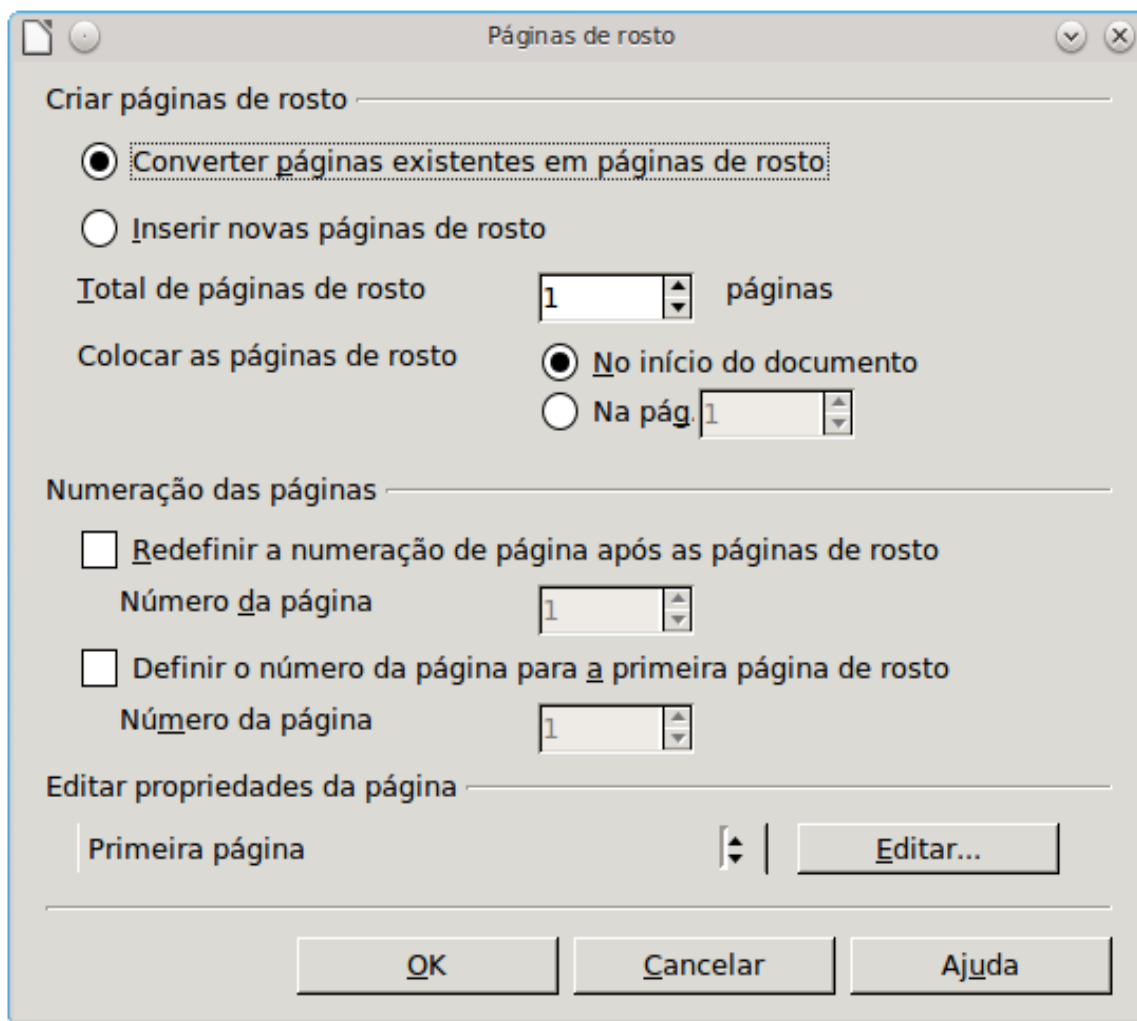 Páginas de rosto
Criar páginas de rosto
Converter páginas existentes em páginas de rosto
Inserir novas páginas de rosto
Total de páginas de rosto 1 páginas
Colocar as páginas de rosto No início do documento
Na pág. 1
Numeração das páginas
Redefinir a numeração de página após as páginas de rosto
Número da página 1
Definir o número da página para a primeira página de rosto
Número da página 1
Editar propriedades da página
Primeira página Editar...
OK Cancelar Ajuda